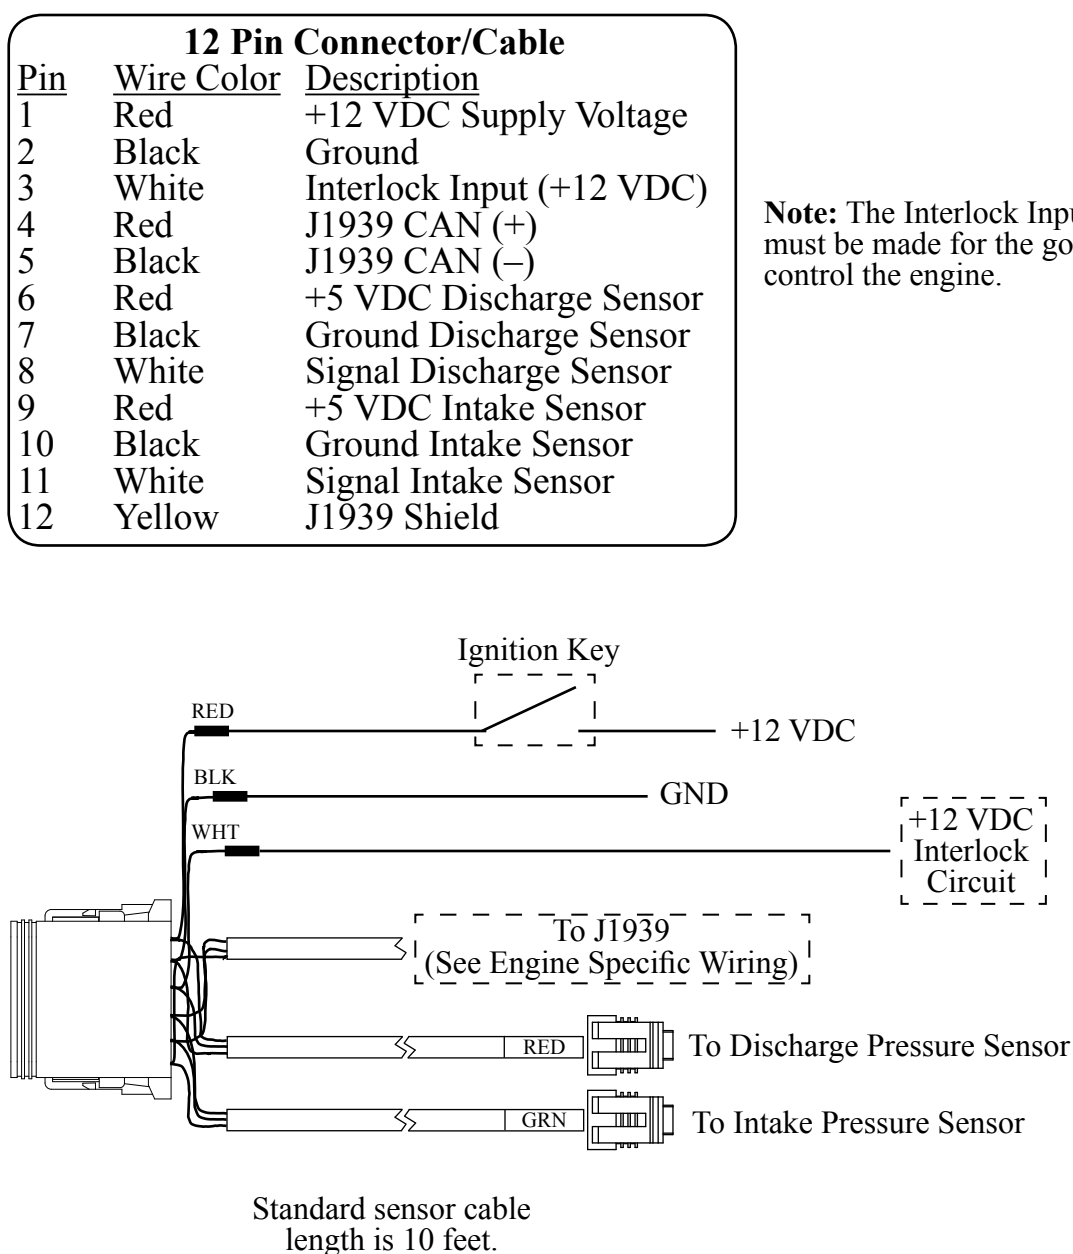 12 Pin Connector/Cable
Pin Wire Color Description
1 Red +12 VDC Supply Voltage
2 Black Ground
3 White Interlock Input (+12 VDC)
4 Red J1939 CAN (+)
5 Black J1939 CAN (–)
6 Red +5 VDC Discharge Sensor
7 Black Ground Discharge Sensor
8 White Signal Discharge Sensor
9 Red +5 VDC Intake Sensor
10 Black Ground Intake Sensor
11 White Signal Intake Sensor
12 Yellow J1939 Shield
Note: The Interlock
must be made for the
control the engine.
Ignition Key
RED
+12 VDC
BLK
GND
WHT
+12 VDC
Interlock
Circuit
To J1939
(See Engine Specific Wiring)
RED
To Discharge Pressure Sensor
GRN
To Intake Pressure Sensor
Standard sensor cable
length is 10 feet.